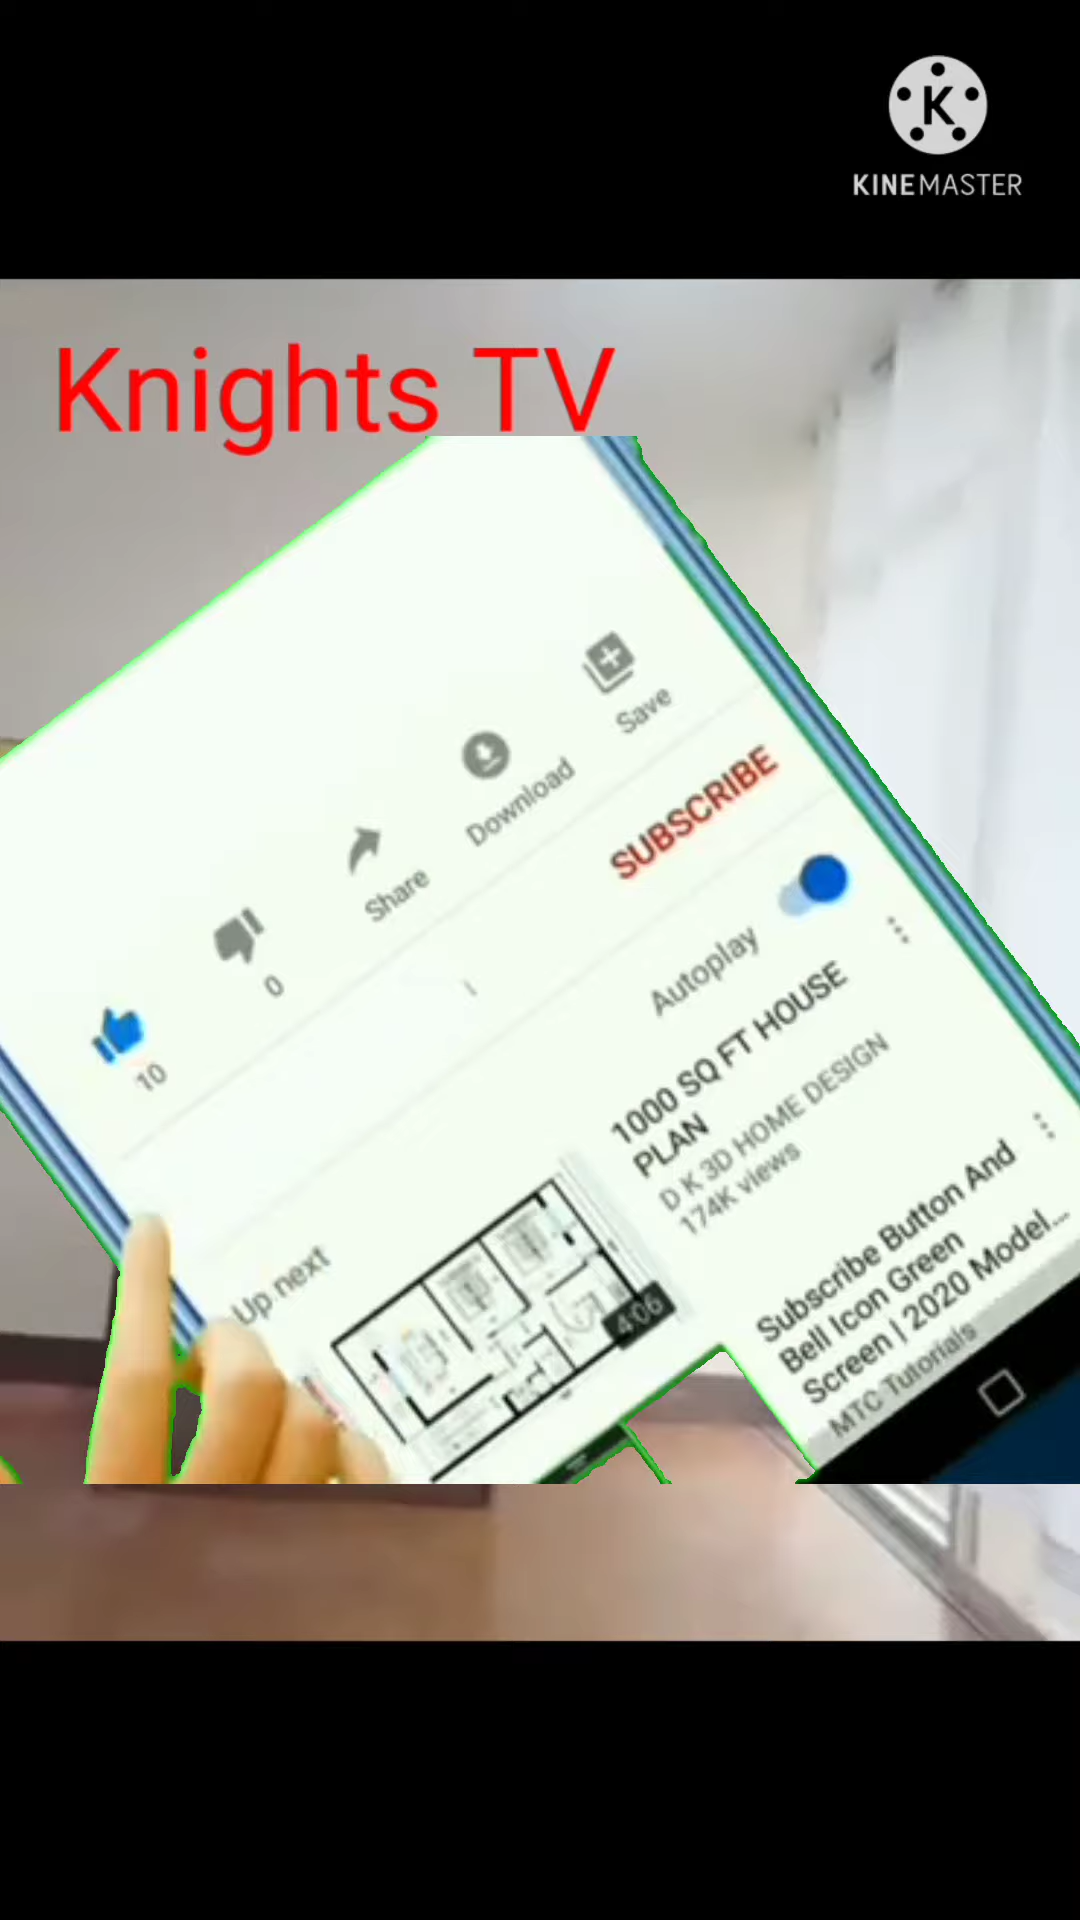 KINEMASTER
Knights TV
Save
Download
Share
0
10
SUBSCRIBE
Autoplay
Up next
1000 SQ FT HOUSE
PLAN
D K 3D HOME DESIGN
174K views
4:06
Subscribe Button And
Bell Icon Green
Screen | 2020 Model...
MTC Tutorials